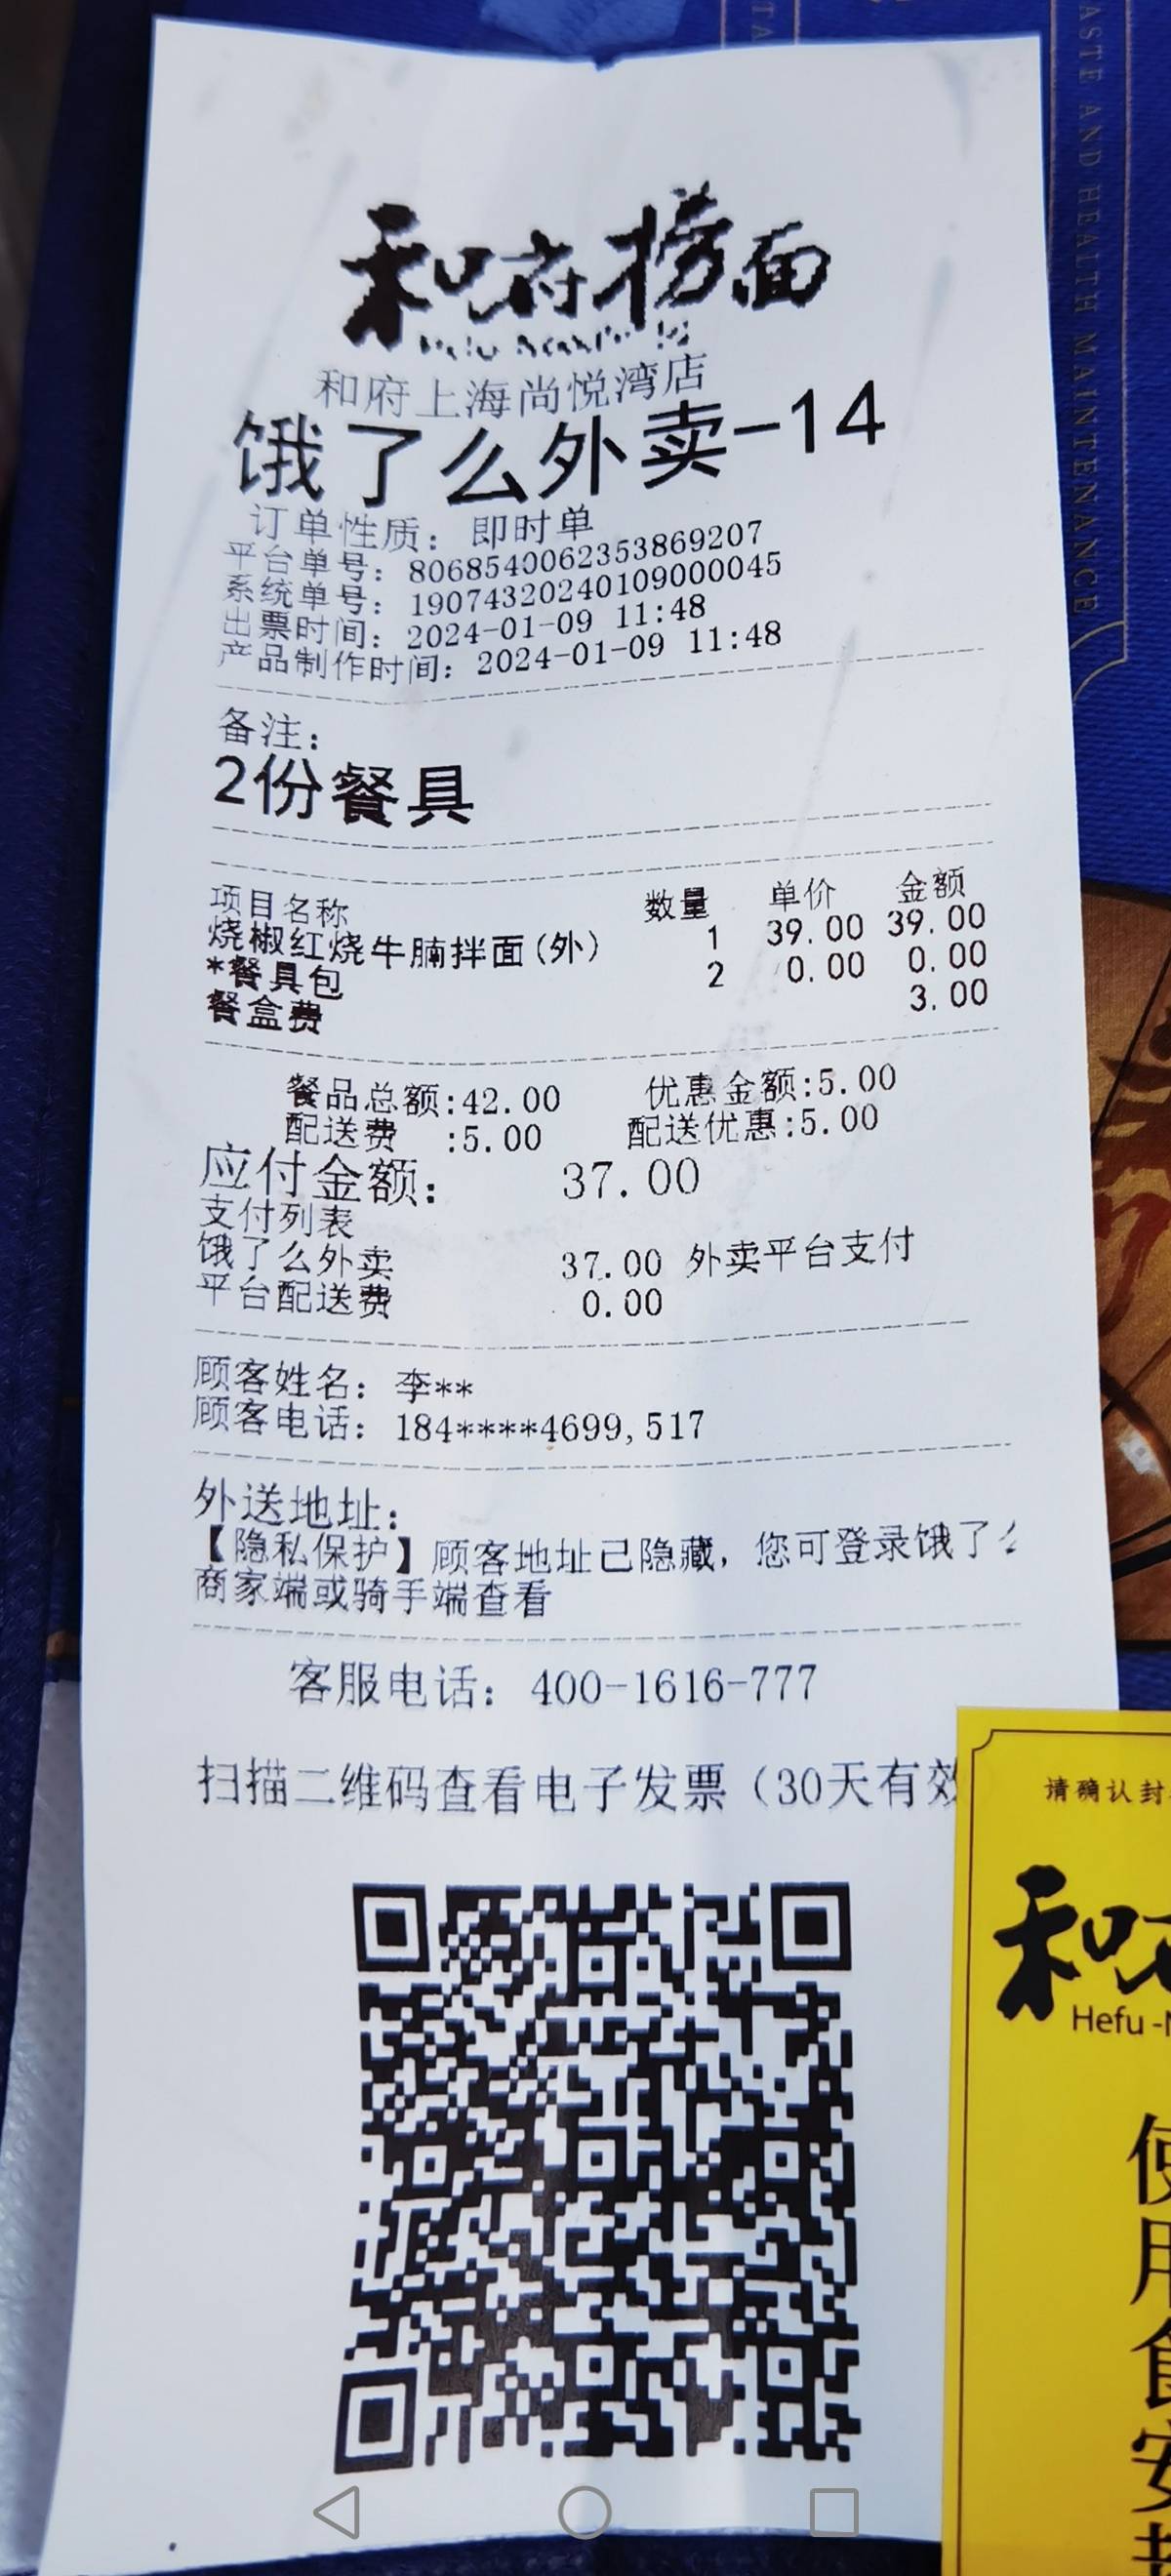 和府捞面
和府上海尚悦湾店
饿了么外卖-14
订单性质: 即时单
平台单号: 8068540062353869207
系统单号: 19074320240109000045
出票时间: 2024-01-09 11:48
产品制作时间: 2024-01-09 11:48
备注:
2份餐具
项目名称 数量 单价 金额
烧椒红烧牛腩拌面(外) 1 39.00 39.00
*餐具包 2 0.00 0.00
餐盒费 3.00
餐品总额:42.00 优惠金额:5.00
配送费 :5.00 配送优惠:5.00
应付金额: 37.00
支付列表
饿了么外卖 37.00 外卖平台支付
平台配送费 0.00
顾客姓名: 李**
顾客电话: 184****4699,517
外送地址:
【隐私保护】顾客地址已隐藏, 您可登录饿了么
商家端或骑手端查看
客服电话: 400-1616-777
扫描二维码查看电子发票(30天有效
ASTE AND HEALTH MAINTENANCE
请确认封
和
Hefu-
使用